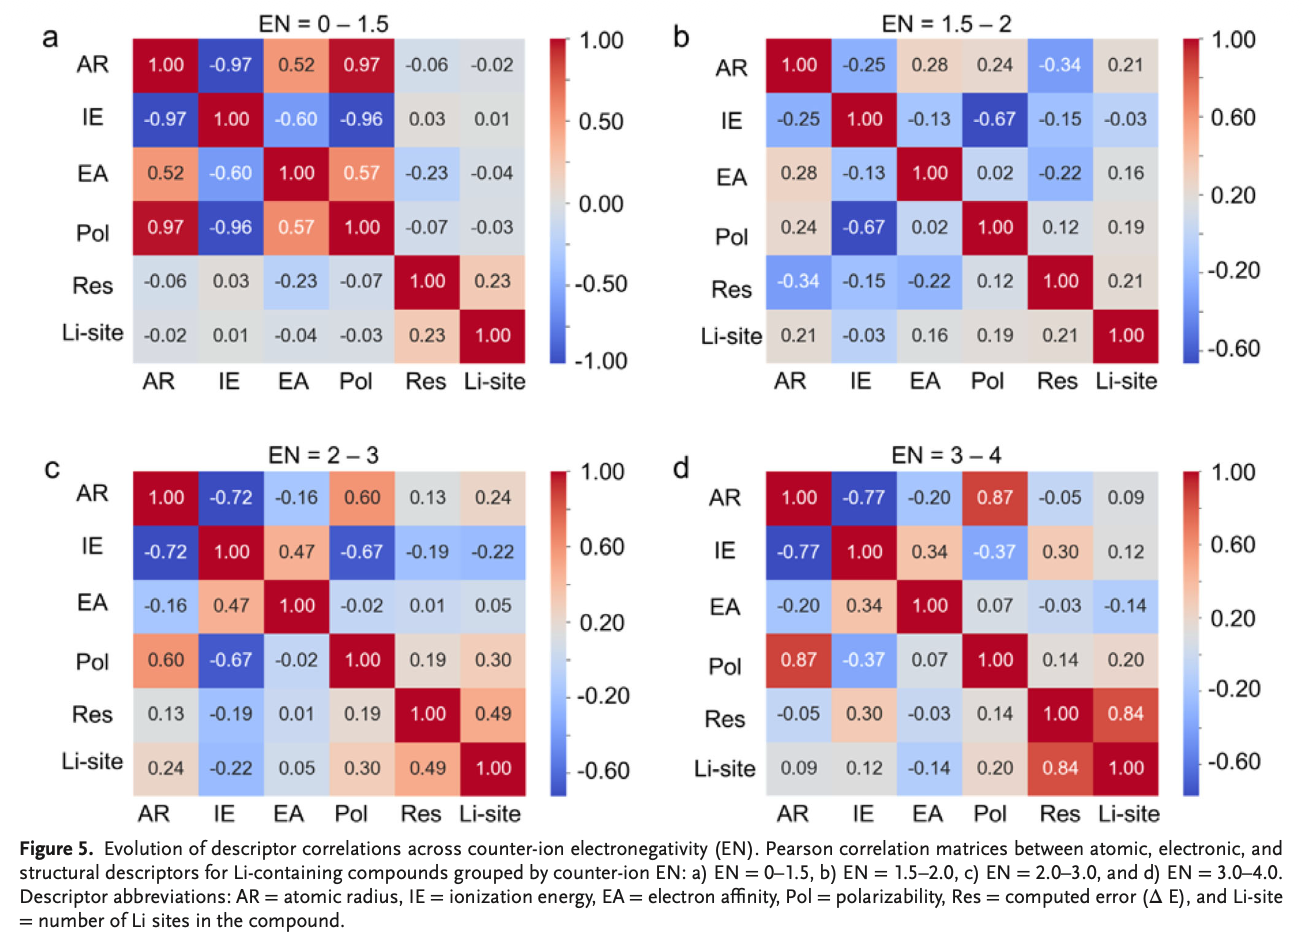 a
EN = 0 – 1.5
AR 1.00 -0.97 0.52 0.97 -0.06 -0.02
IE -0.97 1.00 -0.60 -0.96 0.03 0.01
EA 0.52 -0.60 1.00 0.57 -0.23 -0.04
Pol 0.97 -0.96 0.57 1.00 -0.07 -0.03
Res -0.06 0.03 -0.23 -0.07 1.00 0.23
Li-site -0.02 0.01 -0.04 -0.03 0.23 1.00
AR IE EA Pol Res Li-site
1.00
0.50
0.00
-0.50
-1.00
b
EN = 1.5 – 2
AR 1.00 -0.25 0.28 0.24 -0.34 0.21
IE -0.25 1.00 -0.13 -0.67 -0.15 -0.03
EA 0.28 -0.13 1.00 0.02 -0.22 0.16
Pol 0.24 -0.67 0.02 1.00 0.12 0.19
Res -0.34 -0.15 -0.22 0.12 1.00 0.21
Li-site 0.21 -0.03 0.16 0.19 0.21 1.00
AR IE EA Pol Res Li-site
1.00
0.60
0.20
-0.20
-0.60
c
EN = 2 – 3
AR 1.00 -0.72 -0.16 0.60 0.13 0.24
IE -0.72 1.00 0.47 -0.67 -0.19 -0.22
EA -0.16 0.47 1.00 -0.02 0.01 0.05
Pol 0.60 -0.67 -0.02 1.00 0.19 0.30
Res 0.13 -0.19 0.01 0.19 1.00 0.49
Li-site 0.24 -0.22 0.05 0.30 0.49 1.00
AR IE EA Pol Res Li-site
1.00
0.60
0.20
-0.20
-0.60
d
EN = 3 – 4
AR 1.00 -0.77 -0.20 0.87 -0.05 0.09
IE -0.77 1.00 0.34 -0.37 0.30 0.12
EA -0.20 0.34 1.00 0.07 -0.03 -0.14
Pol 0.87 -0.37 0.07 1.00 0.14 0.20
Res -0.05 0.30 -0.03 0.14 1.00 0.84
Li-site 0.09 0.12 -0.14 0.20 0.84 1.00
AR IE EA Pol Res Li-site
1.00
0.60
0.20
-0.20
-0.60
Figure 5. Evolution of descriptor correlations across counter-ion electronegativity (EN). Pearson correlation matrices between atomic, electronic, and
structural descriptors for Li-containing compounds grouped by counter-ion EN: a) EN = 0–1.5, b) EN = 1.5–2.0, c) EN = 2.0–3.0, and d) EN = 3.0–4.0.
Descriptor abbreviations: AR = atomic radius, IE = ionization energy, EA = electron affinity, Pol = polarizability, Res = computed error (Δ E), and Li-site
= number of Li sites in the compound.